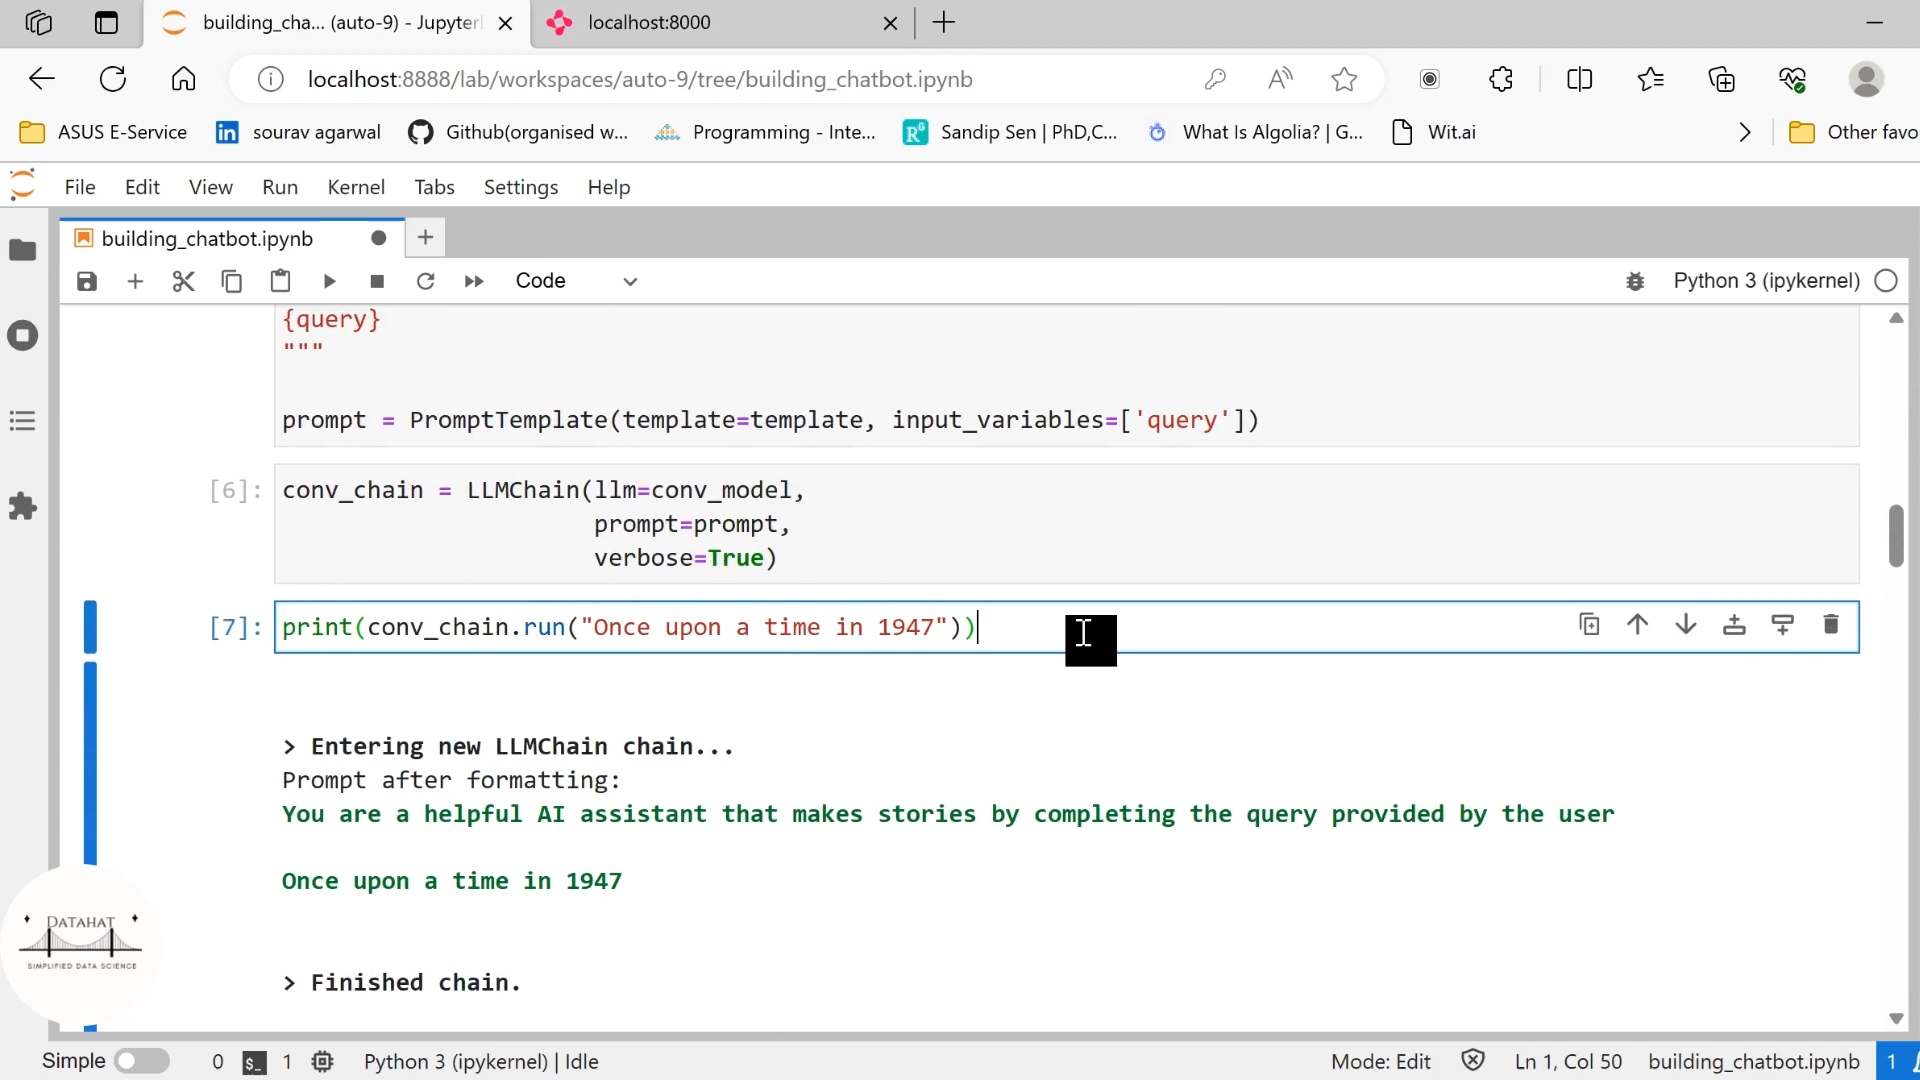 building_cha... (auto-9) - Jupyter
localhost:8000
localhost:8888/lab/workspaces/auto-9/tree/building_chatbot.ipynb
ASUS E-Service
sourav agarwal
Github(organised w...
Programming - Inte...
Sandip Sen | PhD,C...
What Is Algolia? | G...
Wit.ai
Other favo
File Edit View Run Kernel Tabs Settings Help
building_chatbot.ipynb
Code
Python 3 (ipykernel)
{query}
"""
prompt = PromptTemplate(template=template, input_variables=['query'])
[6]: conv_chain = LLMChain(llm=conv_model,
prompt=prompt,
verbose=True)
[7]: print(conv_chain.run("Once upon a time in 1947"))
> Entering new LLMChain chain...
Prompt after formatting:
You are a helpful AI assistant that makes stories by completing the query provided by the user
Once upon a time in 1947
> Finished chain.
DATAHAT
SIMPLIFIED DATA SCIENCE
Simple 0 $_ 1 Python 3 (ipykernel) | Idle Mode: Edit Ln 1, Col 50 building_chatbot.ipynb 1